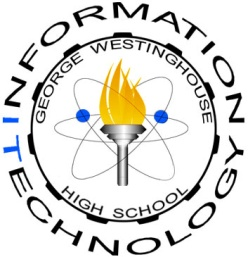 INFORMATION
GEORGE WESTINGHOUSE
HIGH SCHOOL
TECHNOLOGY